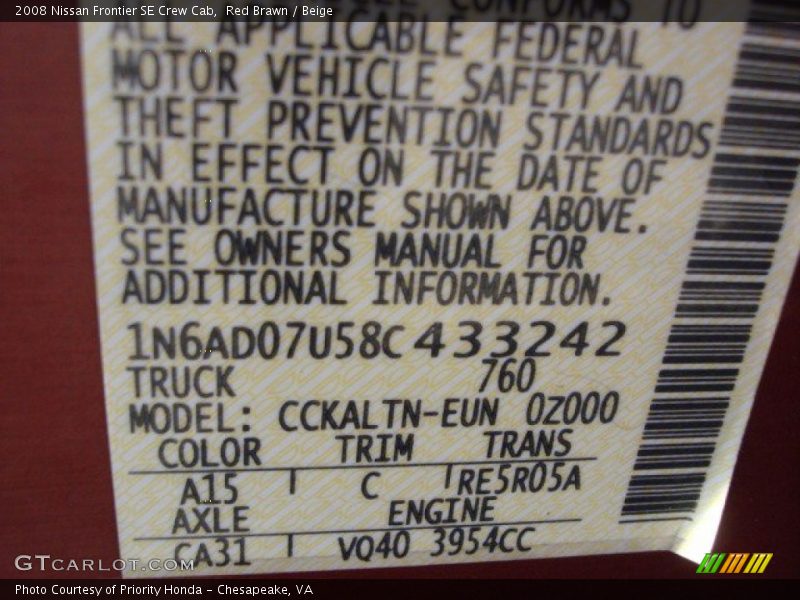 2008 Nissan Frontier SE Crew Cab,  Red Brawn / Beige
CONFORMS TO
ALL APPLICABLE FEDERAL
MOTOR VEHICLE SAFETY AND
THEFT PREVENTION STANDARDS
IN EFFECT ON THE DATE OF
MANUFACTURE SHOWN ABOVE.
SEE OWNERS MANUAL FOR
ADDITIONAL INFORMATION.
1N6AD07U58C433242
TRUCK 760
MODEL: CCKALTN-EUN 0Z000
COLOR TRIM TRANS
A15 C RE5R05A
AXLE ENGINE
CA31 VQ40 3954CC
GTCARLOT.COM
Photo Courtesy of Priority Honda - Chesapeake, VA